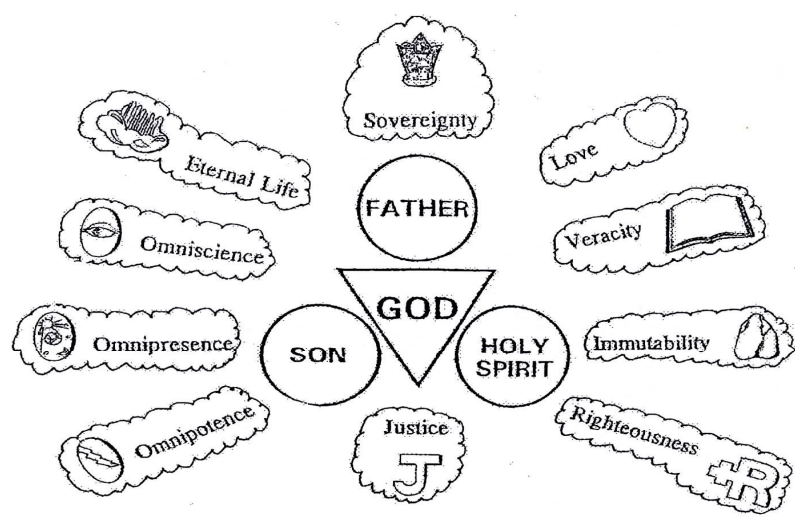 Sovereignty
Eternal Life
Love
FATHER
Omniscience
Veracity
GOD
Omnipresence
SON
HOLY
SPIRIT
Immutability
Omnipotence
Justice
J
Righteousness
+R